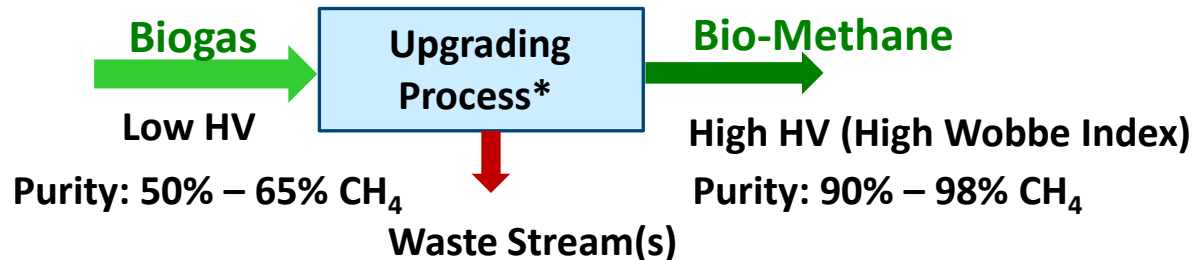 Biogas
Upgrading
Process*
Bio-Methane
Low HV
High HV (High Wobbe Index)
Purity: 50% – 65% CH₄
Purity: 90% – 98% CH₄
Waste Stream(s)